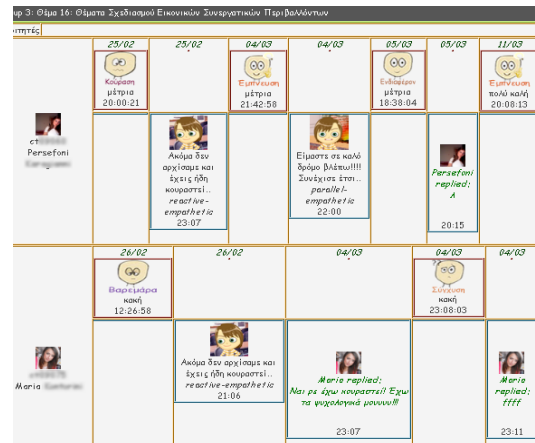 up 3: Θέμα 16: Θέματα Σχεδιασμού Εικονικών Συνεργατικών Περιβαλλόντων
ιτητές
25/02
25/02
04/03
04/03
05/03
05/03
11/03
Κούραση
μέτρια
20:00:21
Έμπνευση
μέτρια
21:42:58
Ενδιαφέρον
μέτρια
18:38:04
Έμπνευση
πολύ καλή
20:08:13
Persefoni
Ακόμα δεν
αρχίσαμε και
έχεις ήδη
κουραστεί..
reactive-
empathetic
23:07
Είμαστε σε καλό
δρόμο βλέπω!!!!
Συνέχισε έτσι..
parallel-
empathetic
22:00
Persefoni
replied;
Λ
20:15
26/02
26/02
04/03
04/03
04/03
Βαρεμάρα
κακή
12:26:58
Σύγχυση
κακή
23:08:03
Maria
Ακόμα δεν αρχίσαμε και
έχεις ήδη κουραστεί..
reactive-empathetic
21:06
Maria replied;
Ναι ρε έχω κουραστεί! Έχω
τα ψυχολογικά μουυυυ!!!
23:07
Maria
replied;
ffff
23:11